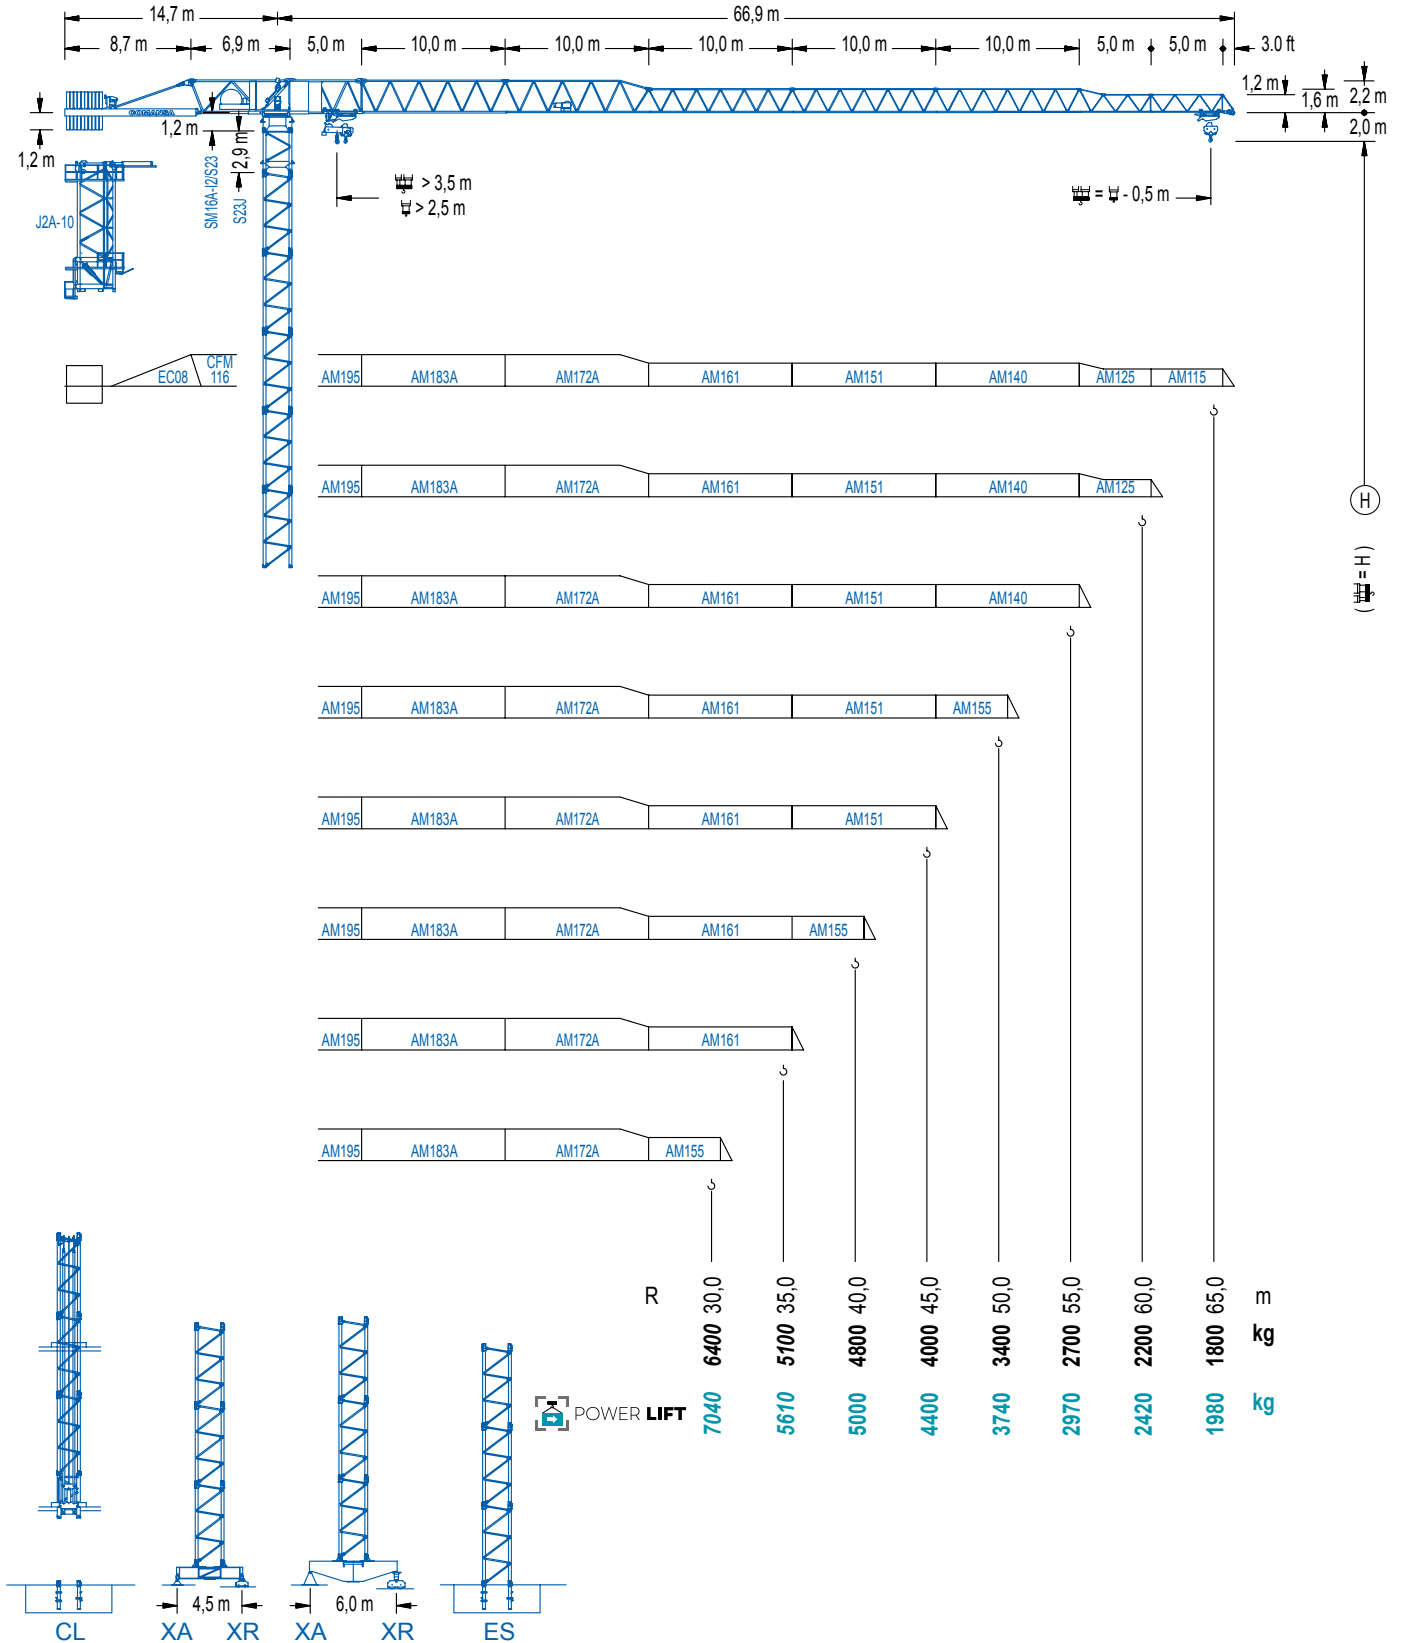 14,7 m 66,9 m
8,7 m 6,9 m 5,0 m 10,0 m 10,0 m 10,0 m 10,0 m 10,0 m 5,0 m 5,0 m 3.0 ft
COMANSA
1,2 m 1,6 m 2,2 m
2,0 m
1,2 m
1,2 m
2,9 m
SM16A-I2/S23
S23J
J2A-10
> 3,5 m
> 2,5 m
= - 0,5 m
EC08 CFM 116 AM195 AM183A AM172A AM161 AM151 AM140 AM125 AM115
AM195 AM183A AM172A AM161 AM151 AM140 AM125
H
( = H )
AM195 AM183A AM172A AM161 AM151 AM140
AM195 AM183A AM172A AM161 AM151 AM155
AM195 AM183A AM172A AM161 AM151
AM195 AM183A AM172A AM161 AM155
AM195 AM183A AM172A AM161
AM195 AM183A AM172A AM155
R 30,0 35,0 40,0 45,0 50,0 55,0 60,0 65,0 m
6400 5100 4800 4000 3400 2700 2200 1800 kg
POWER LIFT 7040 5610 5000 4400 3740 2970 2420 1980 kg
4,5 m 6,0 m
CL XA XR XA XR ES